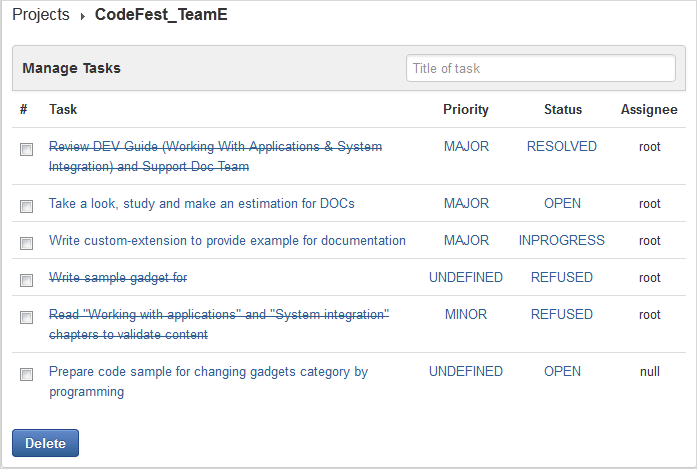 Projects › CodeFest_TeamE
Manage Tasks Title of task
# Task Priority Status Assignee
Review DEV Guide (Working With Applications & System MAJOR RESOLVED root
Integration) and Support Doc Team
Take a look, study and make an estimation for DOCs MAJOR OPEN root
Write custom-extension to provide example for documentation MAJOR INPROGRESS root
Write sample gadget for UNDEFINED REFUSED root
Read "Working with applications" and "System integration" MINOR REFUSED root
chapters to validate content
Prepare code sample for changing gadgets category by UNDEFINED OPEN null
programming
Delete